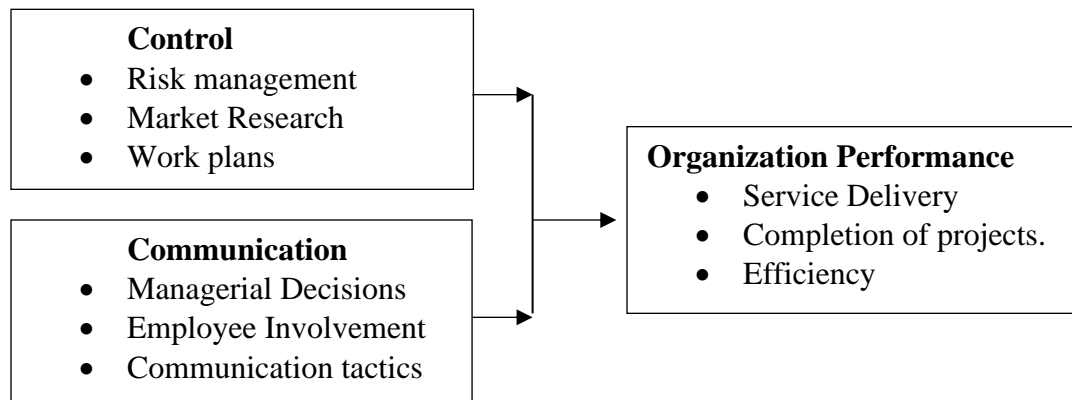 Control
• Risk management
• Market Research
• Work plans
Communication
• Managerial Decisions
• Employee Involvement
• Communication tactics
Organization Performance
• Service Delivery
• Completion of projects.
• Efficiency